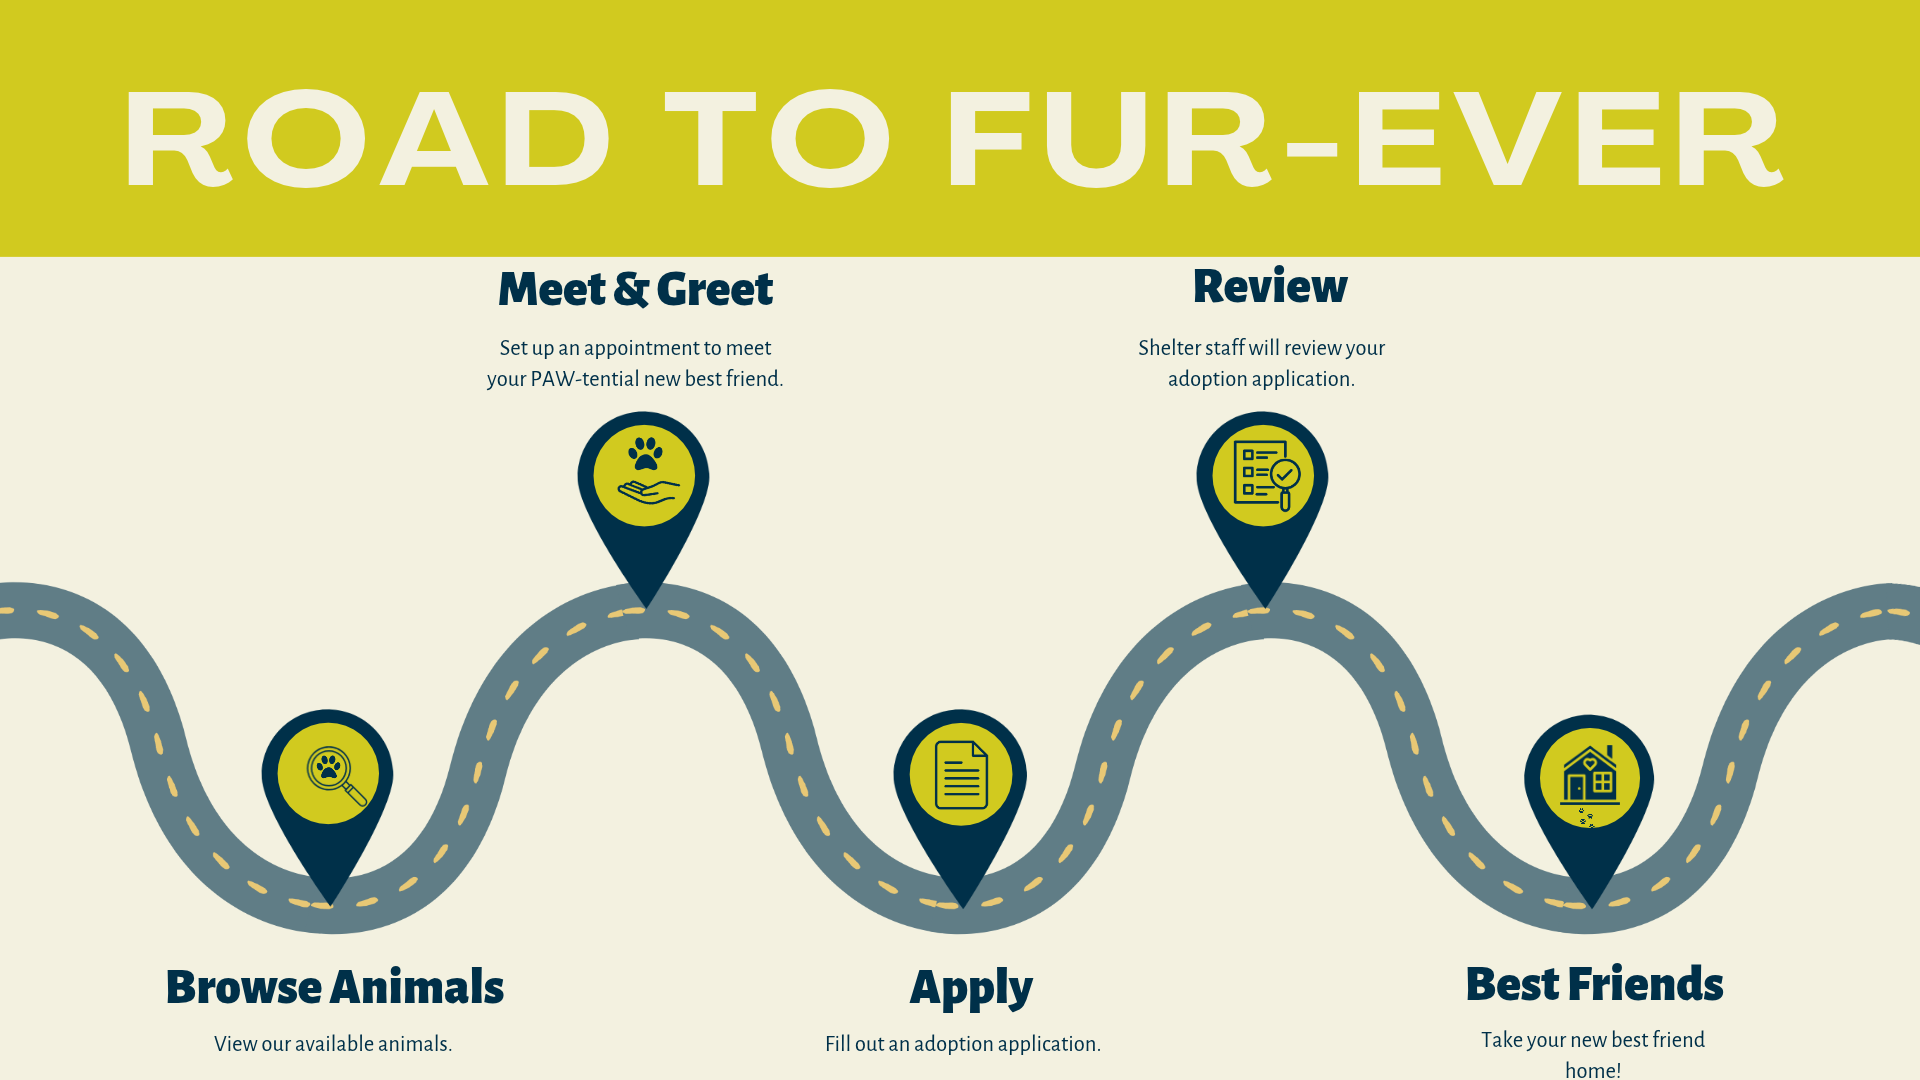 ROAD TO FUR-EVER
Meet & Greet
Set up an appointment to meet
your PAW-tential new best friend.
Review
Shelter staff will review your
adoption application.
Browse Animals
View our available animals.
Apply
Fill out an adoption application.
Best Friends
Take your new best friend
home!